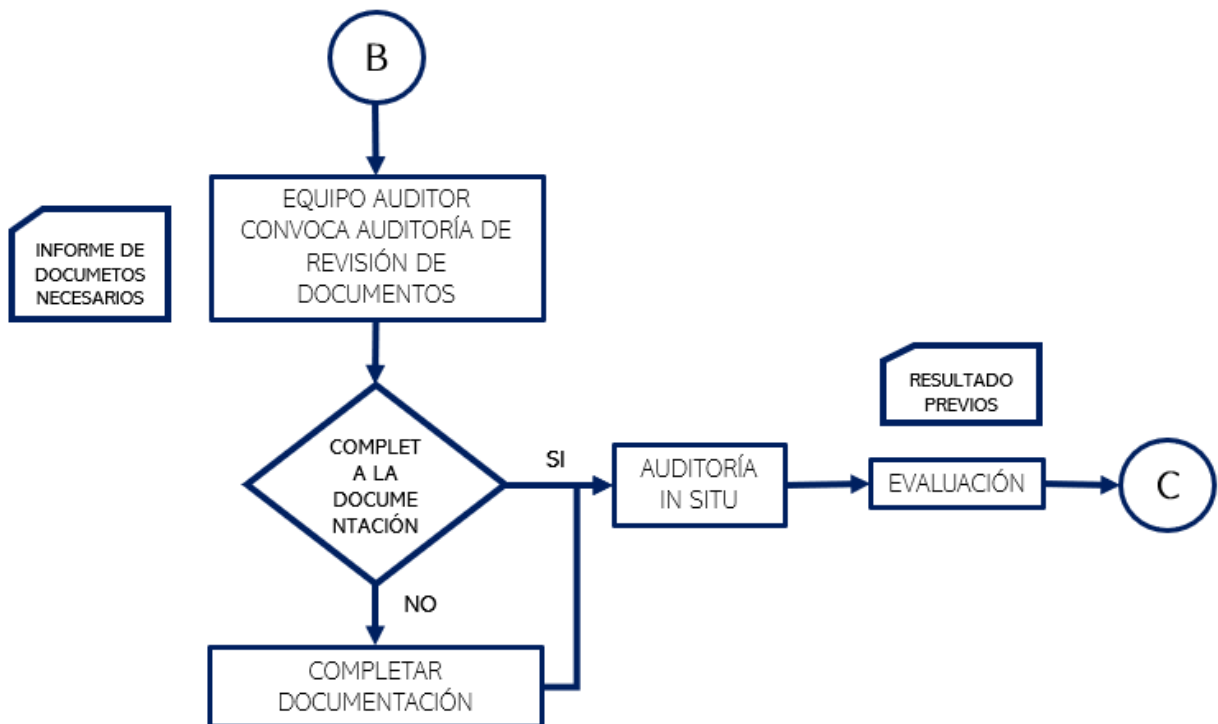 B
EQUIPO AUDITOR
CONVOCA AUDITORÍA DE
REVISIÓN DE
DOCUMENTOS
INFORME DE
DOCUMETOS
NECESARIOS
COMPLET
A LA
DOCUME
NTACIÓN
SI
NO
COMPLETAR
DOCUMENTACIÓN
AUDITORÍA
IN SITU
RESULTADO
PREVIOS
EVALUACIÓN
C